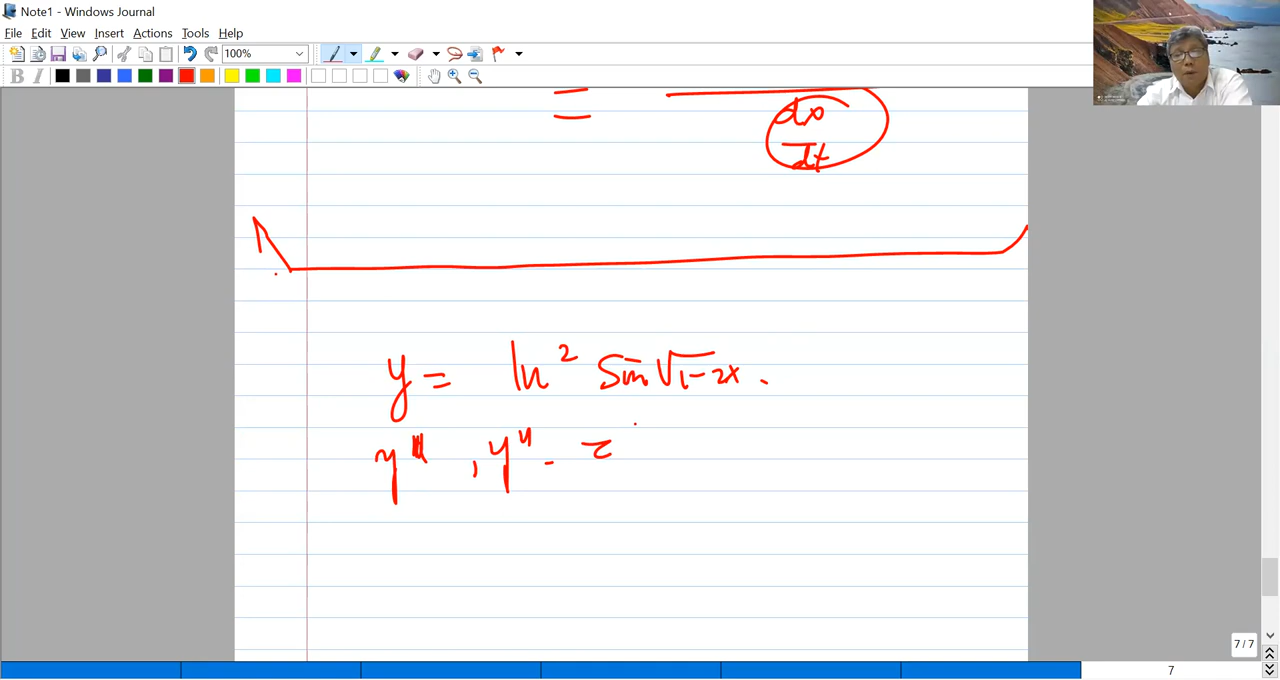 Note1 - Windows Journal
File Edit View Insert Actions Tools Help
100%
B I
= dx
dt
y = ln² sin √1-2x .
y'' , y'' =
7 / 7
7